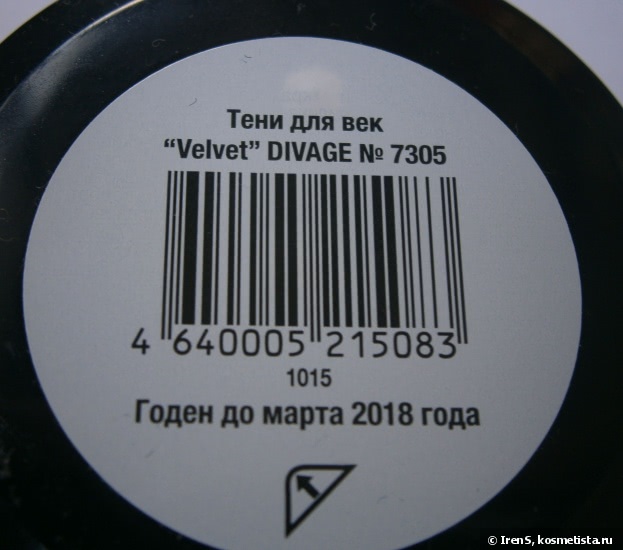 Тени для век
“Velvet” DIVAGE № 7305
4 640005 215083
1015
Годен до марта 2018 года
© IrenS, kosmetista.ru